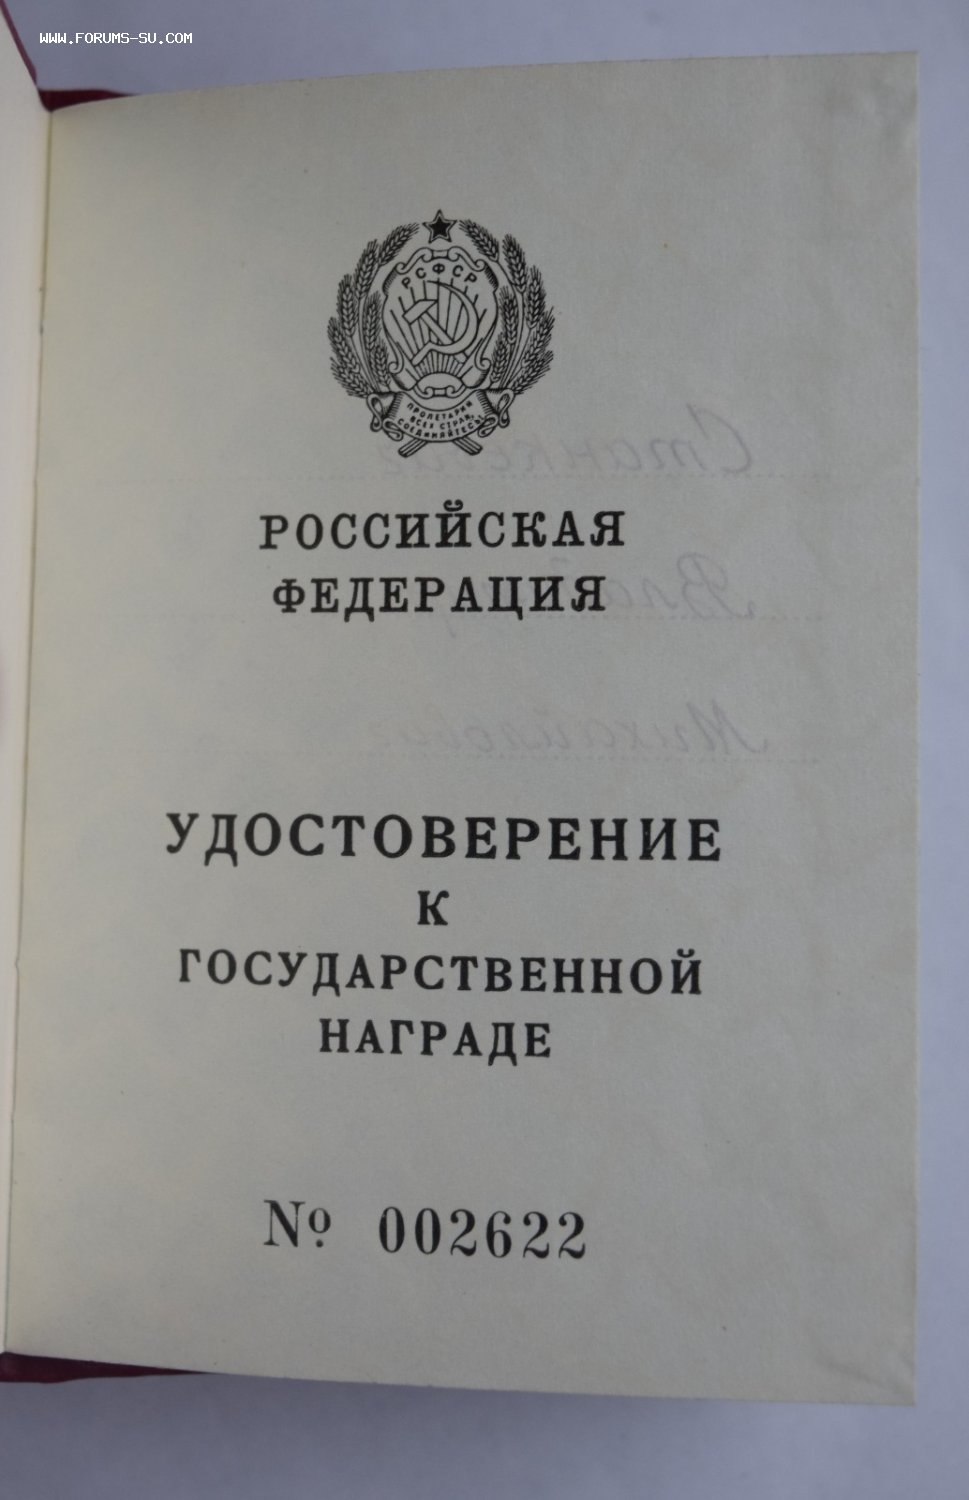 WWW.FORUMS-SU.COM
РСФСР
ПРОЛЕТАРИИ
ВСЕХ СТРАН,
СОЕДИНЯЙТЕСЬ!
РОССИЙСКАЯ
ФЕДЕРАЦИЯ
УДОСТОВЕРЕНИЕ
К
ГОСУДАРСТВЕННОЙ
НАГРАДЕ
№ 002622